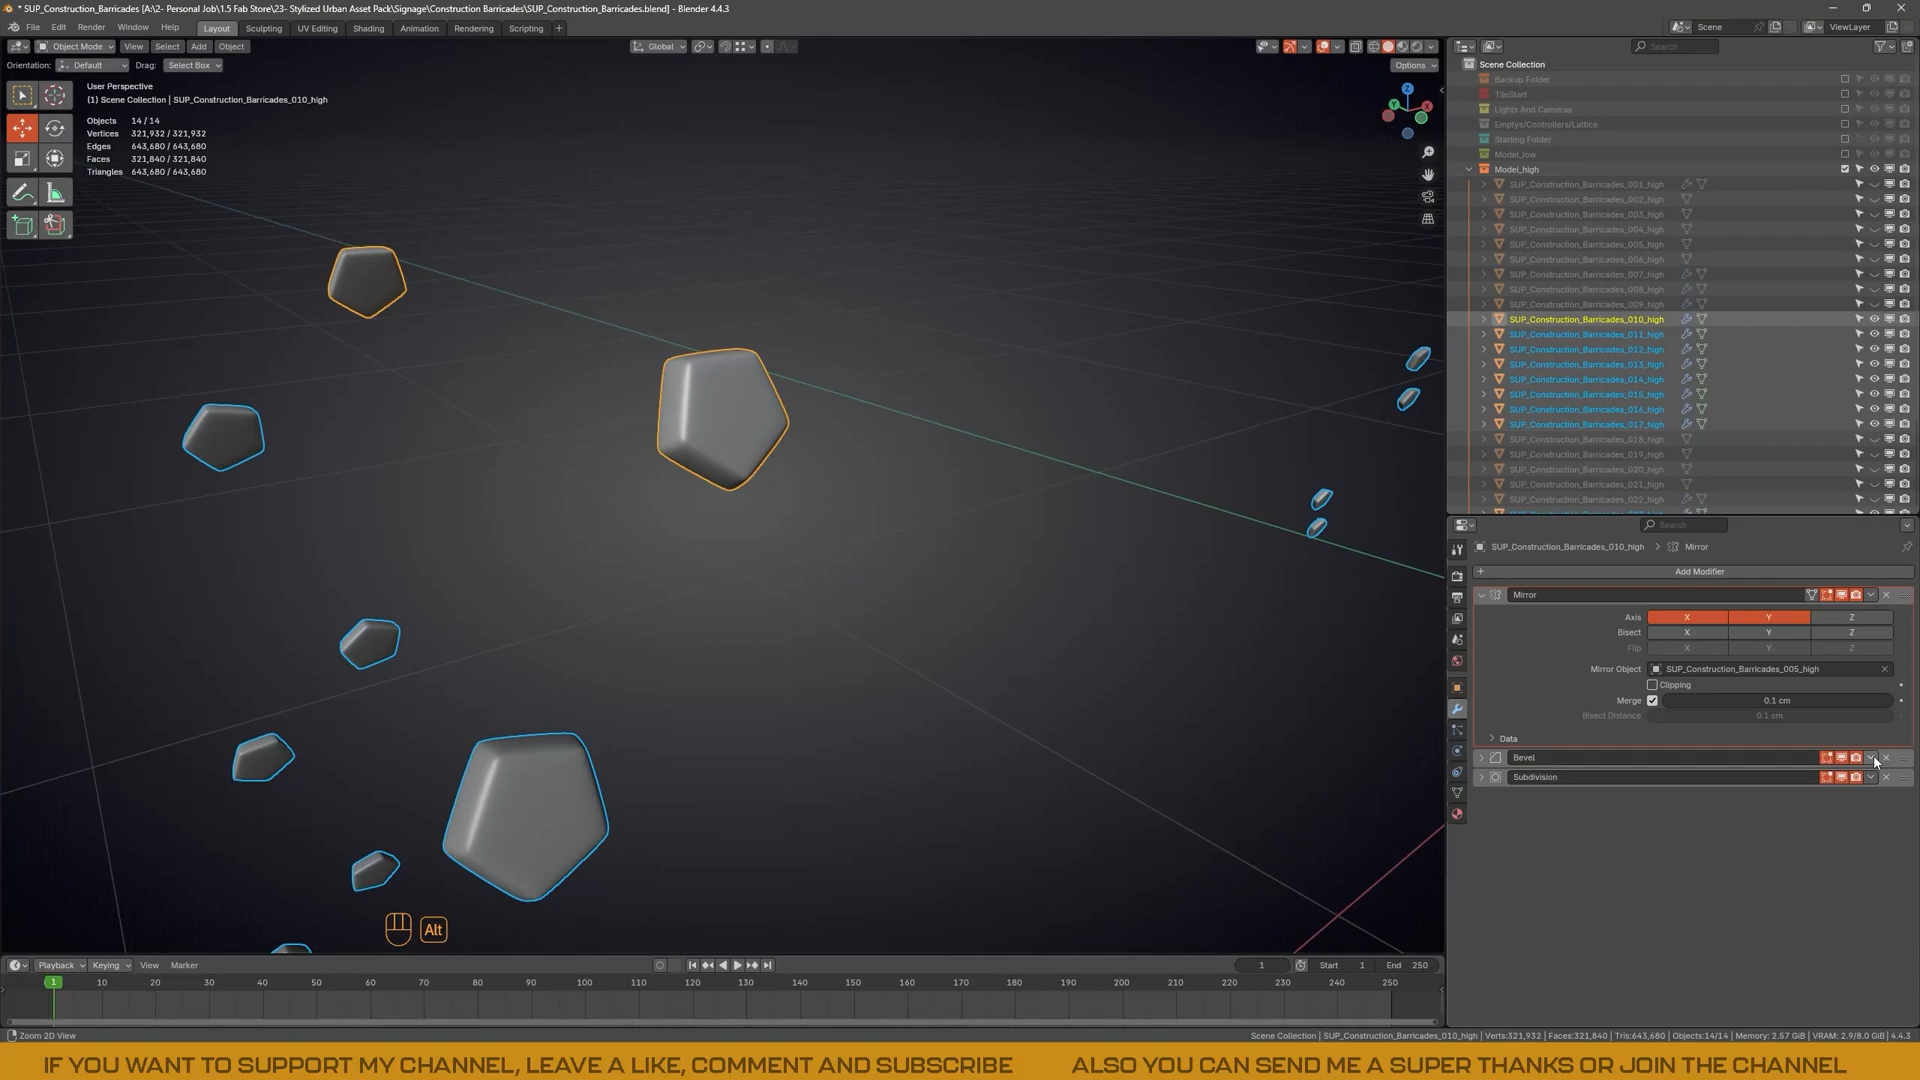 * SUP_Construction_Barricades [A:\2- Personal Job\1.5 Fab Store\23- Stylized Urban Asset Pack\Signage\Construction Barricades\SUP_Construction_Barricades.blend] - Blender 4.4.3
File Edit Render Window Help Layout Sculpting UV Editing Shading Animation Rendering Compositing Scripting + Scene ViewLayer
Object Mode View Select Add Object Global Search
Orientation: Default Drag: Select Box Options
User Perspective
(1) Scene Collection | SUP_Construction_Barricades_010_high
Objects 14 / 14
Vertices 321,932 / 321,932
Edges 643,680 / 643,680
Faces 321,840 / 321,840
Triangles 643,680 / 643,680
Z
Y
X
Scene Collection
Backup Folder
TileStart
Lights And Cameras
Emptys/Controllers/Lattice
Starting Folder
Model_low
Model_high
SUP_Construction_Barricades_001_high
SUP_Construction_Barricades_002_high
SUP_Construction_Barricades_003_high
SUP_Construction_Barricades_004_high
SUP_Construction_Barricades_005_high
SUP_Construction_Barricades_006_high
SUP_Construction_Barricades_007_high
SUP_Construction_Barricades_008_high
SUP_Construction_Barricades_009_high
SUP_Construction_Barricades_010_high
SUP_Construction_Barricades_011_high
SUP_Construction_Barricades_012_high
SUP_Construction_Barricades_013_high
SUP_Construction_Barricades_014_high
SUP_Construction_Barricades_015_high
SUP_Construction_Barricades_016_high
SUP_Construction_Barricades_017_high
SUP_Construction_Barricades_018_high
SUP_Construction_Barricades_019_high
SUP_Construction_Barricades_020_high
SUP_Construction_Barricades_021_high
SUP_Construction_Barricades_022_high
Search
SUP_Construction_Barricades_010_high > Mirror
+ Add Modifier
Mirror
Axis X Y Z
Bisect X Y Z
Flip X Y Z
Mirror Object SUP_Construction_Barricades_005_high
Clipping
Merge 0.1 cm
Bisect Distance 0.1 cm
Data
Bevel
Subdivision
Alt
Playback Keying View Marker 1 Start 1 End 250
1 10 20 30 40 50 60 70 80 90 100 110 120 130 140 150 160 170 180 190 200 210 220 230 240 250
Zoom 2D View Scene Collection | SUP_Construction_Barricades_010_high | Verts:321,932 | Faces:321,840 | Tris:643,680 | Objects:14/14 | Memory: 2.57 GiB | VRAM: 2.9/8.0 GiB | 4.4.3
IF YOU WANT TO SUPPORT MY CHANNEL, LEAVE A LIKE, COMMENT AND SUBSCRIBE ALSO YOU CAN SEND ME A SUPER THANKS OR JOIN THE CHANNEL